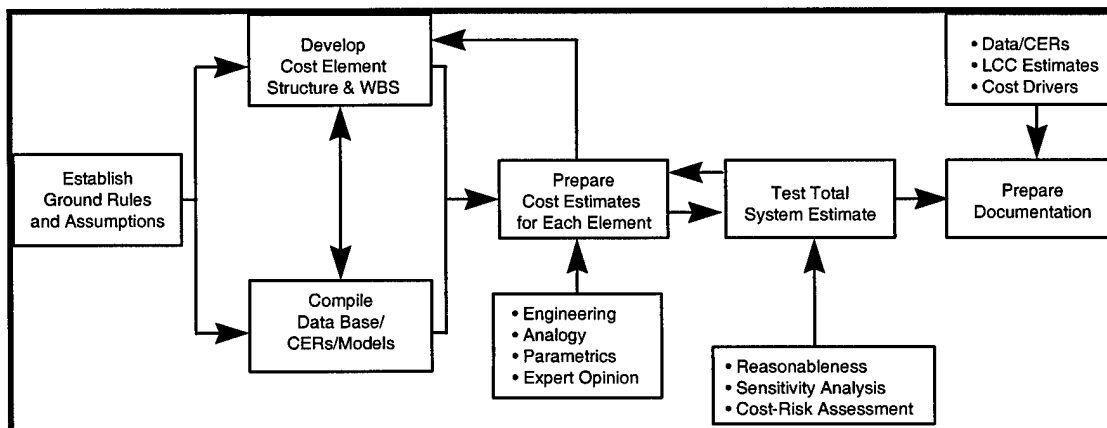 Develop
Cost Element
Structure & WBS
• Data/CERs
• LCC Estimates
• Cost Drivers
Establish
Ground Rules
and Assumptions
Prepare
Cost Estimates
for Each Element
Test Total
System Estimate
Prepare
Documentation
Compile
Data Base/
CERs/Models
• Engineering
• Analogy
• Parametrics
• Expert Opinion
• Reasonableness
• Sensitivity Analysis
• Cost-Risk Assessment